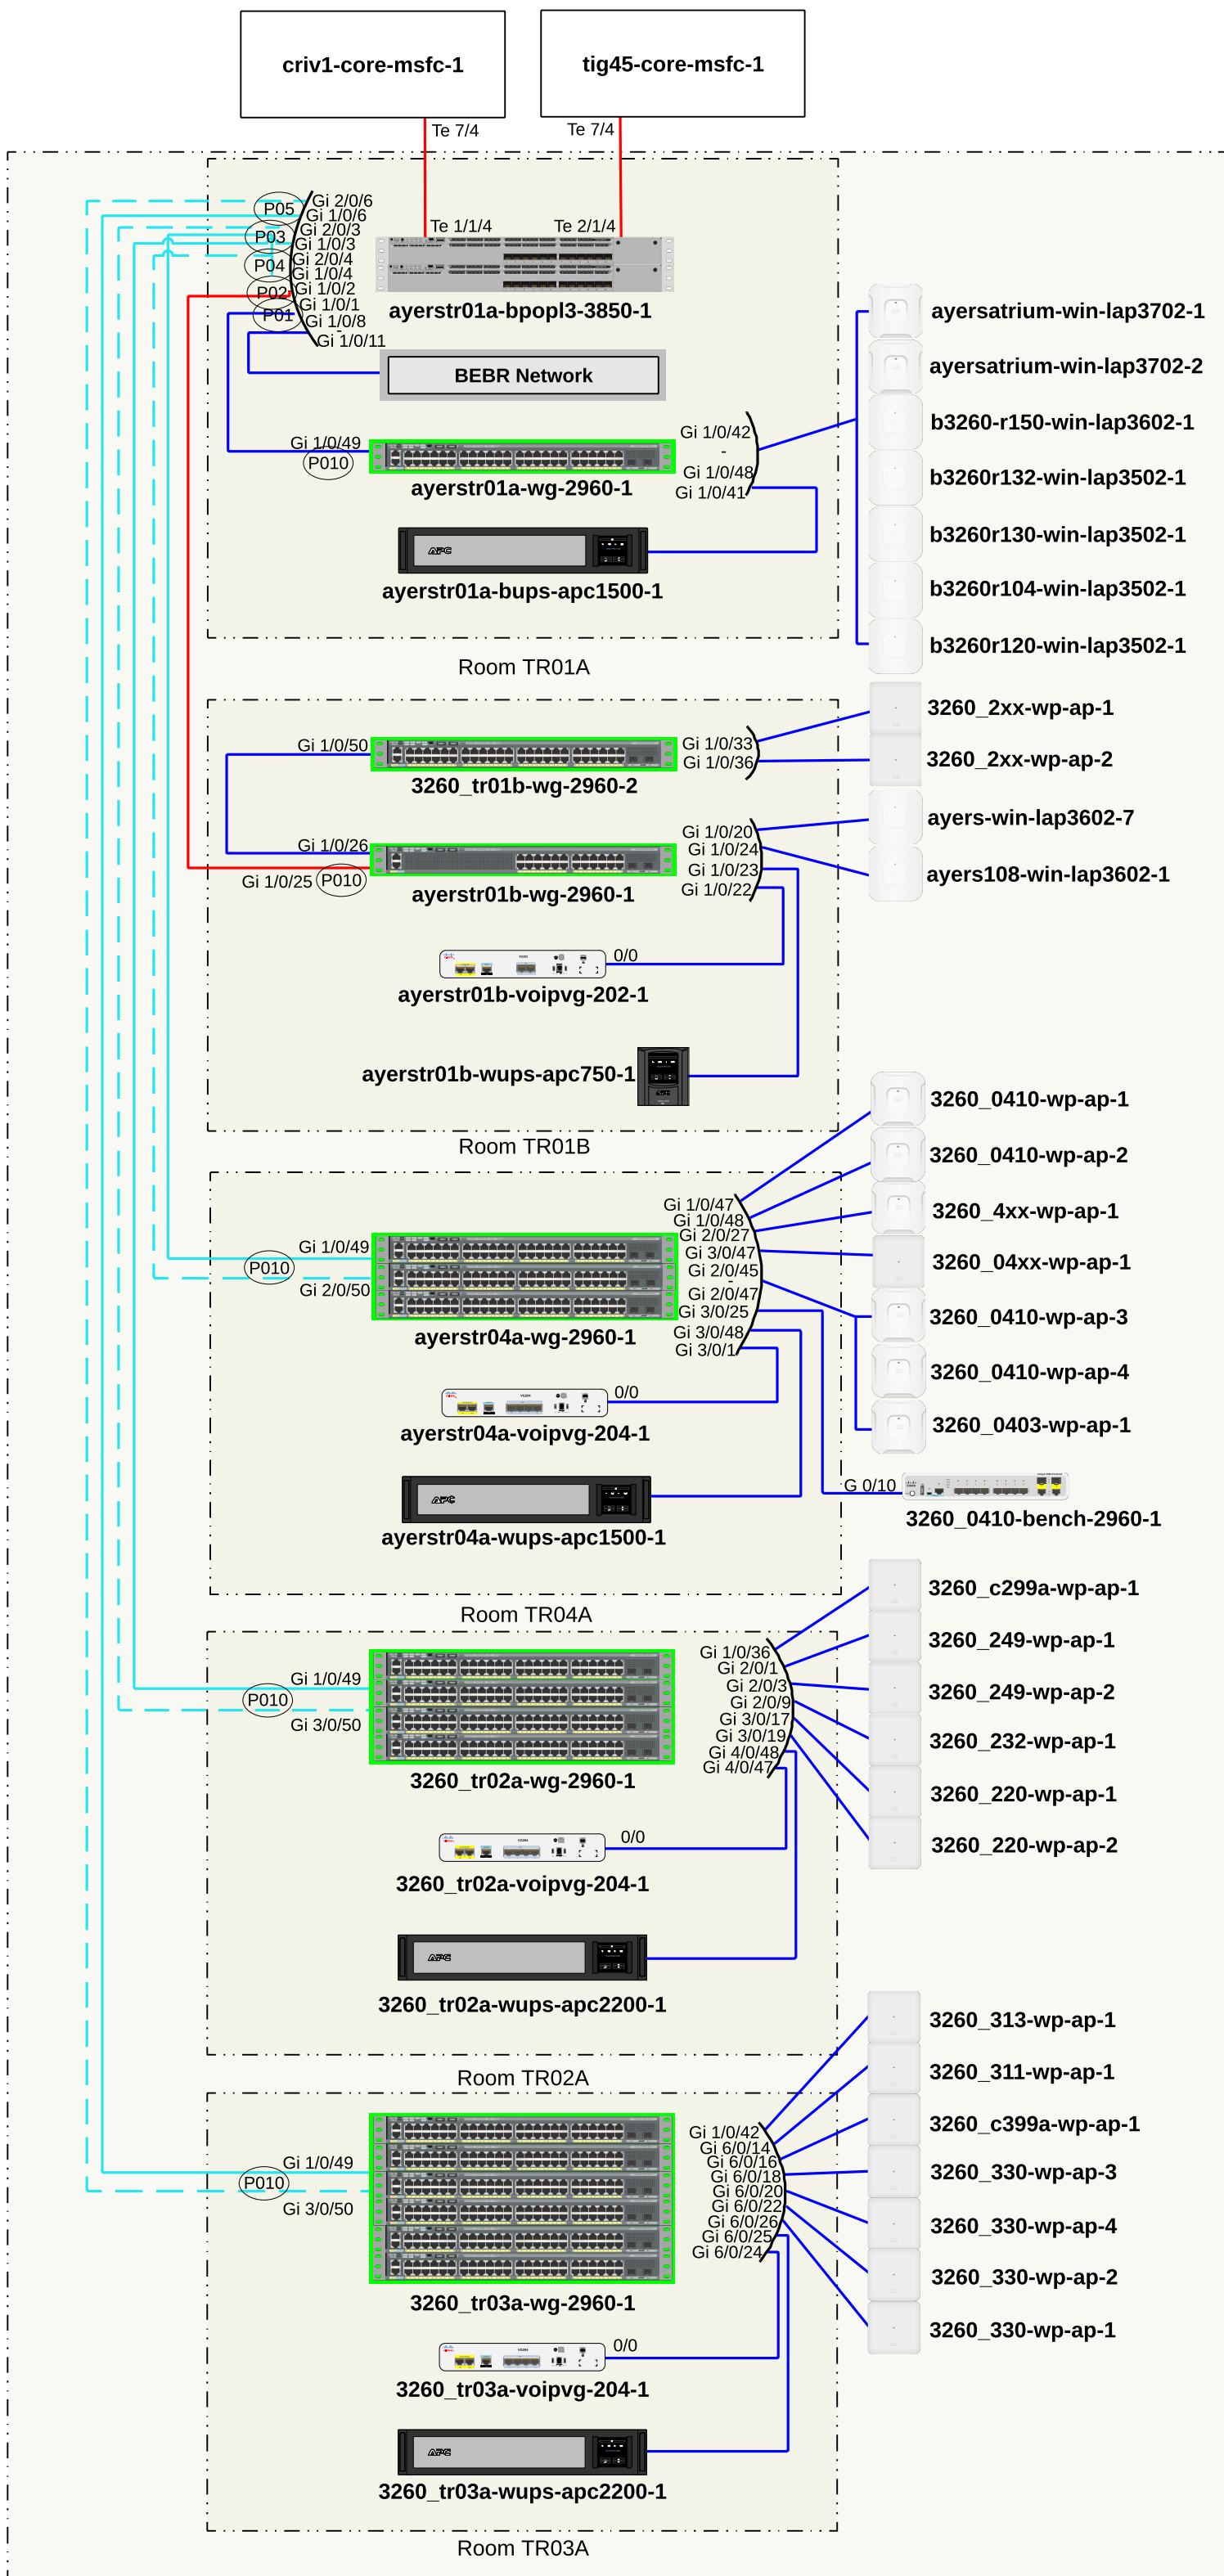 criv1-core-msfc-1
tig45-core-msfc-1
Te 7/4
Te 7/4
P05
Gi 2/0/6
Gi 1/0/6
P03
Gi 2/0/3
Gi 1/0/3
P04
Gi 2/0/4
Gi 1/0/4
P02
Gi 1/0/2
P01
Gi 1/0/1
Gi 1/0/8
-
Gi 1/0/11
Te 1/1/4
Te 2/1/4
ayerstr01a-bpopl3-3850-1
BEBR Network
Gi 1/0/49
P010
ayerstr01a-wg-2960-1
Gi 1/0/42
-
Gi 1/0/48
Gi 1/0/41
APC
ayerstr01a-bups-apc1500-1
Room TR01A
ayersatrium-win-lap3702-1
ayersatrium-win-lap3702-2
b3260-r150-win-lap3602-1
b3260r132-win-lap3502-1
b3260r130-win-lap3502-1
b3260r104-win-lap3502-1
b3260r120-win-lap3502-1
Gi 1/0/50
3260_tr01b-wg-2960-2
Gi 1/0/33
Gi 1/0/36
3260_2xx-wp-ap-1
3260_2xx-wp-ap-2
Gi 1/0/26
Gi 1/0/25
P010
ayerstr01b-wg-2960-1
Gi 1/0/20
Gi 1/0/24
Gi 1/0/23
Gi 1/0/22
ayers-win-lap3602-7
ayers108-win-lap3602-1
0/0
ayerstr01b-voipvg-202-1
ayerstr01b-wups-apc750-1
APC
Room TR01B
Gi 1/0/49
P010
Gi 2/0/50
ayerstr04a-wg-2960-1
Gi 1/0/47
Gi 1/0/48
Gi 2/0/27
Gi 3/0/47
Gi 2/0/45
-
Gi 2/0/47
Gi 3/0/25
Gi 3/0/48
Gi 3/0/1
3260_0410-wp-ap-1
3260_0410-wp-ap-2
3260_4xx-wp-ap-1
3260_04xx-wp-ap-1
3260_0410-wp-ap-3
3260_0410-wp-ap-4
3260_0403-wp-ap-1
0/0
ayerstr04a-voipvg-204-1
APC
ayerstr04a-wups-apc1500-1
G 0/10
3260_0410-bench-2960-1
Room TR04A
Gi 1/0/49
P010
Gi 3/0/50
3260_tr02a-wg-2960-1
Gi 1/0/36
Gi 2/0/1
Gi 2/0/3
Gi 2/0/9
Gi 3/0/17
Gi 3/0/19
Gi 4/0/48
Gi 4/0/47
3260_c299a-wp-ap-1
3260_249-wp-ap-1
3260_249-wp-ap-2
3260_232-wp-ap-1
3260_220-wp-ap-1
3260_220-wp-ap-2
0/0
3260_tr02a-voipvg-204-1
APC
3260_tr02a-wups-apc2200-1
Room TR02A
Gi 1/0/49
P010
Gi 3/0/50
3260_tr03a-wg-2960-1
Gi 1/0/42
Gi 6/0/14
Gi 6/0/16
Gi 6/0/18
Gi 6/0/20
Gi 6/0/22
Gi 6/0/26
Gi 6/0/25
Gi 6/0/24
3260_313-wp-ap-1
3260_311-wp-ap-1
3260_c399a-wp-ap-1
3260_330-wp-ap-3
3260_330-wp-ap-4
3260_330-wp-ap-2
3260_330-wp-ap-1
0/0
3260_tr03a-voipvg-204-1
APC
3260_tr03a-wups-apc2200-1
Room TR03A